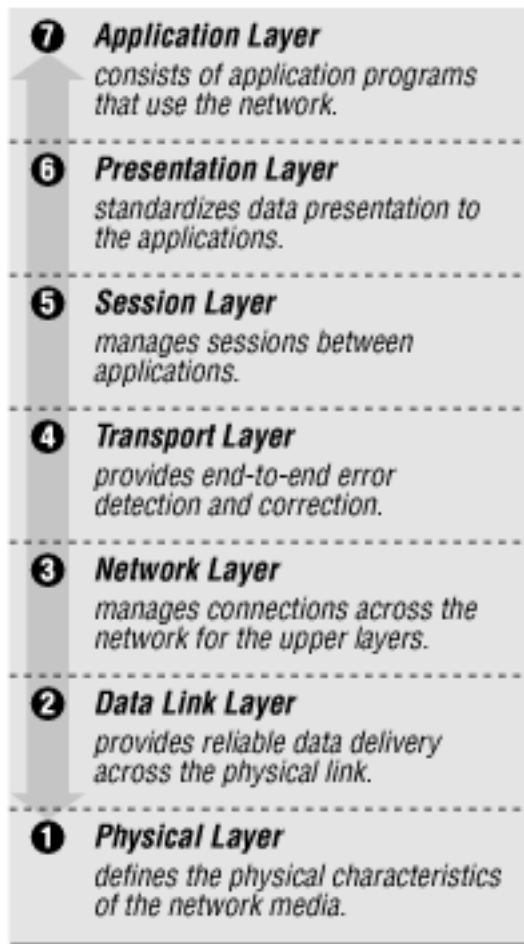 7 Application Layer
consists of application programs
that use the network.
6 Presentation Layer
standardizes data presentation to
the applications.
5 Session Layer
manages sessions between
applications.
4 Transport Layer
provides end-to-end error
detection and correction.
3 Network Layer
manages connections across the
network for the upper layers.
2 Data Link Layer
provides reliable data delivery
across the physical link.
1 Physical Layer
defines the physical characteristics
of the network media.